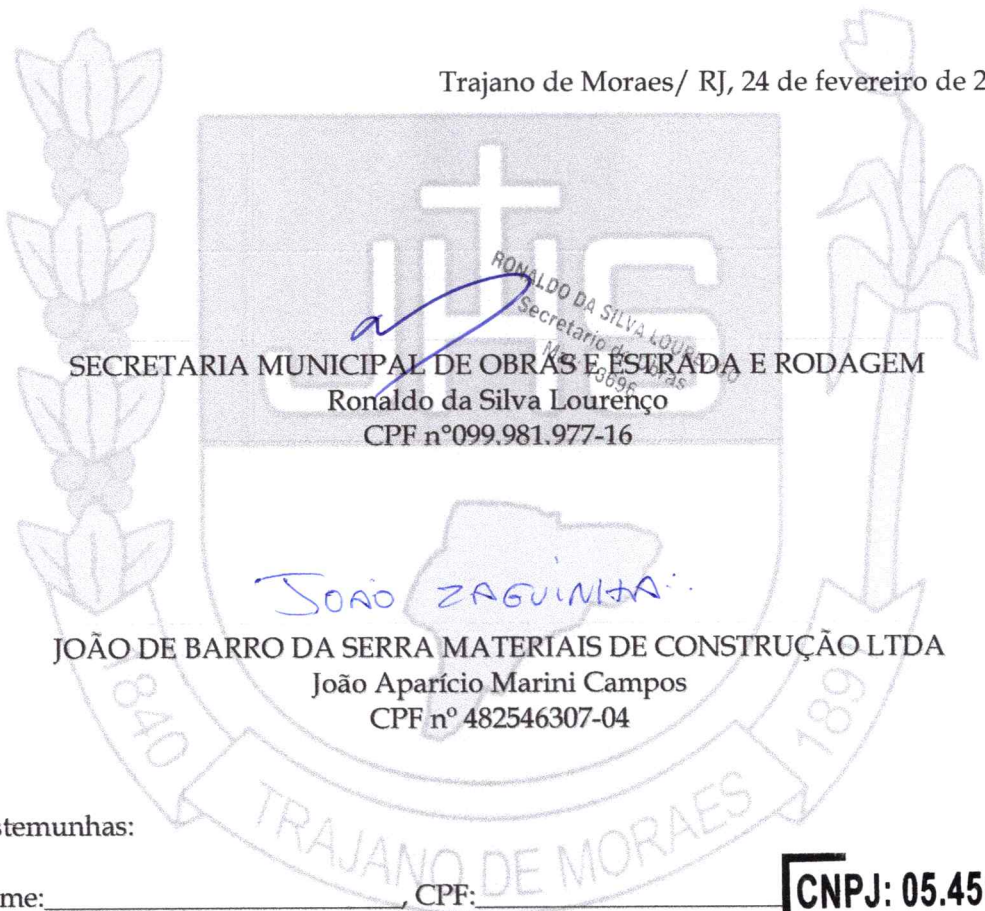 Trajano de Moraes/ RJ, 24 de fevereiro de 2
JHS
RONALDO DA SILVA LOURENÇO
Secretario de Obras
SECRETARIA MUNICIPAL DE OBRAS E ESTRADA E RODAGEM
Ronaldo da Silva Lourenço
CPF n°099.981.977-16
JOÃO ZAGUINHA
JOÃO DE BARRO DA SERRA MATERIAIS DE CONSTRUÇÃO LTDA
João Aparício Marini Campos
CPF nº 482546307-04
1840
TRAJANO DE MORAES
189
stemunhas:
me:____________________, CPF:____________________
CNPJ: 05.45